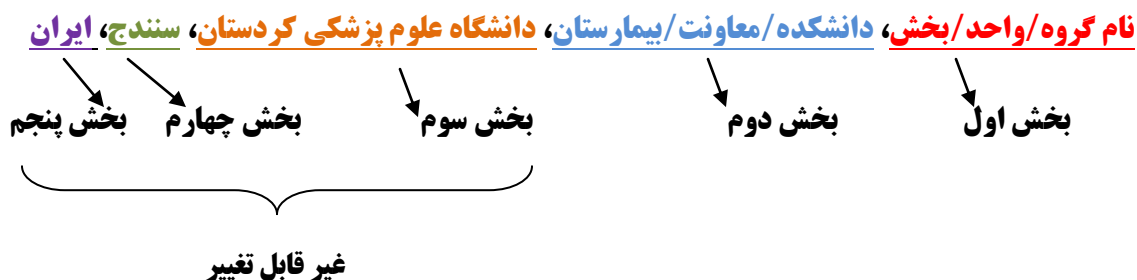 نام گروه/واحد/بخش، دانشکده/معاونت/بیمارستان، دانشگاه علوم پزشکی کردستان، سنندج، ایران
بخش اول بخش دوم بخش سوم بخش چهارم بخش پنجم
غیر قابل تغییر